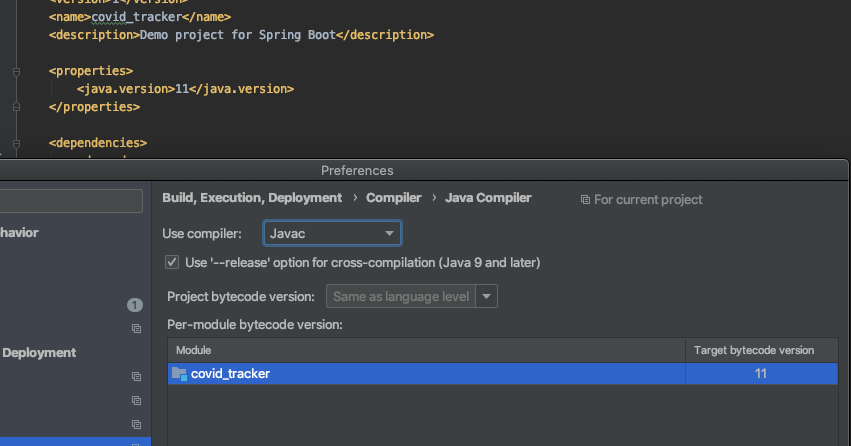 <version>1</version>
<name>covid_tracker</name>
<description>Demo project for Spring Boot</description>
<properties>
<java.version>11</java.version>
</properties>
<dependencies>
Preferences
Build, Execution, Deployment › Compiler › Java Compiler
For current project
havior
Use compiler: Javac
Use '--release' option for cross-compilation (Java 9 and later)
1
Project bytecode version: Same as language level
Per-module bytecode version:
Deployment
Module Target bytecode version
covid_tracker 11